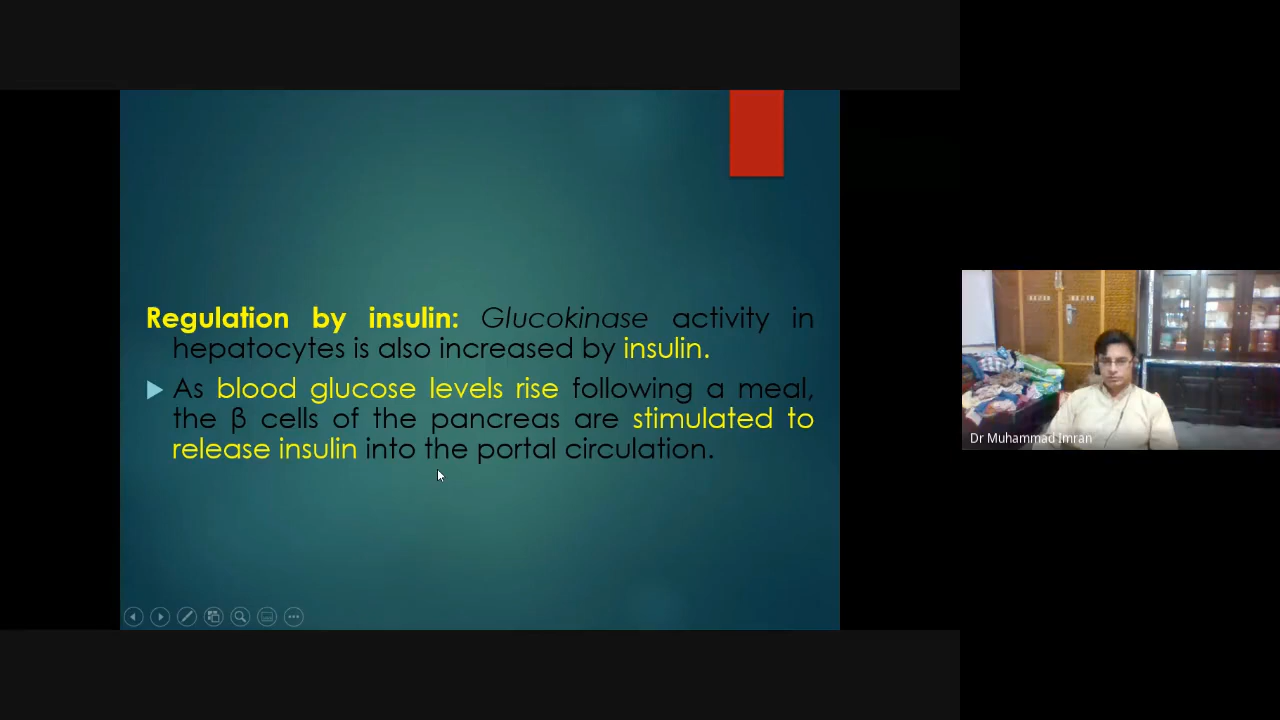 Regulation by insulin: Glucokinase activity in
hepatocytes is also increased by insulin.
As blood glucose levels rise following a meal,
the β cells of the pancreas are stimulated to
release insulin into the portal circulation.
Dr Muhammad Imran